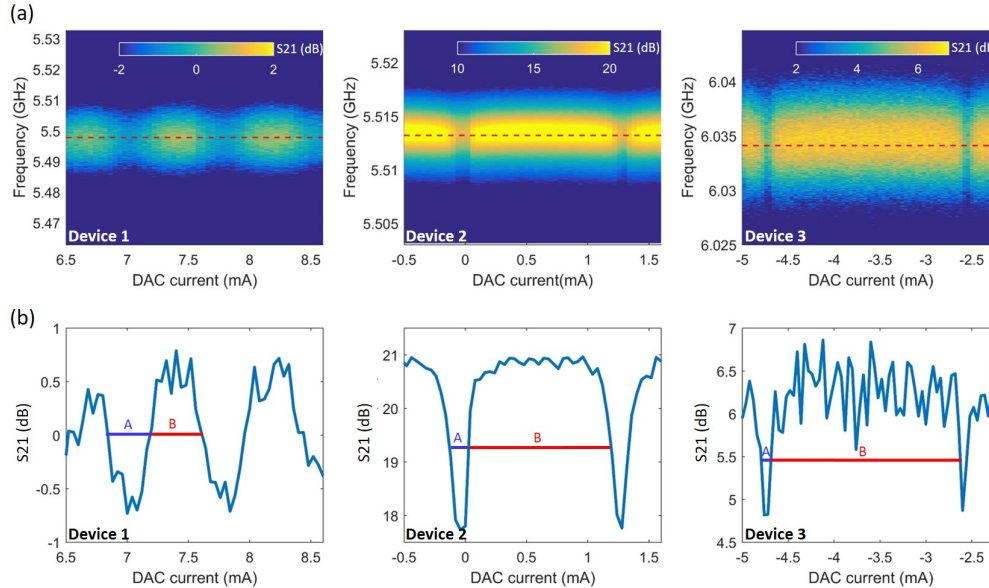 (a)
5.53
5.51
5.5
5.49
5.48
5.47
Frequency (GHz)
S21 (dB)
-2 0 2
Device 1
6.5 7 7.5 8 8.5
DAC current (mA)
5.52
5.515
5.51
5.505
Frequency (GHz)
S21 (dB)
10 15 20
Device 2
-0.5 0 0.5 1 1.5
DAC current(mA)
6.04
6.035
6.03
6.025
Frequency (GHz)
S21 (dB
2 4 6
Device 3
-5 -4.5 -4 -3.5 -3 -2.5
DAC current (mA)
(b)
1
0.5
0
-0.5
-1
S21 (dB)
A B
Device 1
6.5 7 7.5 8 8.5
DAC current (mA)
21
20
19
18
S21 (dB)
A B
Device 2
-0.5 0 0.5 1 1.5
DAC current (mA)
7
6.5
6
5.5
5
4.5
S21 (dB)
A B
Device 3
-5 -4.5 -4 -3.5 -3 -2.5
DAC current (mA)